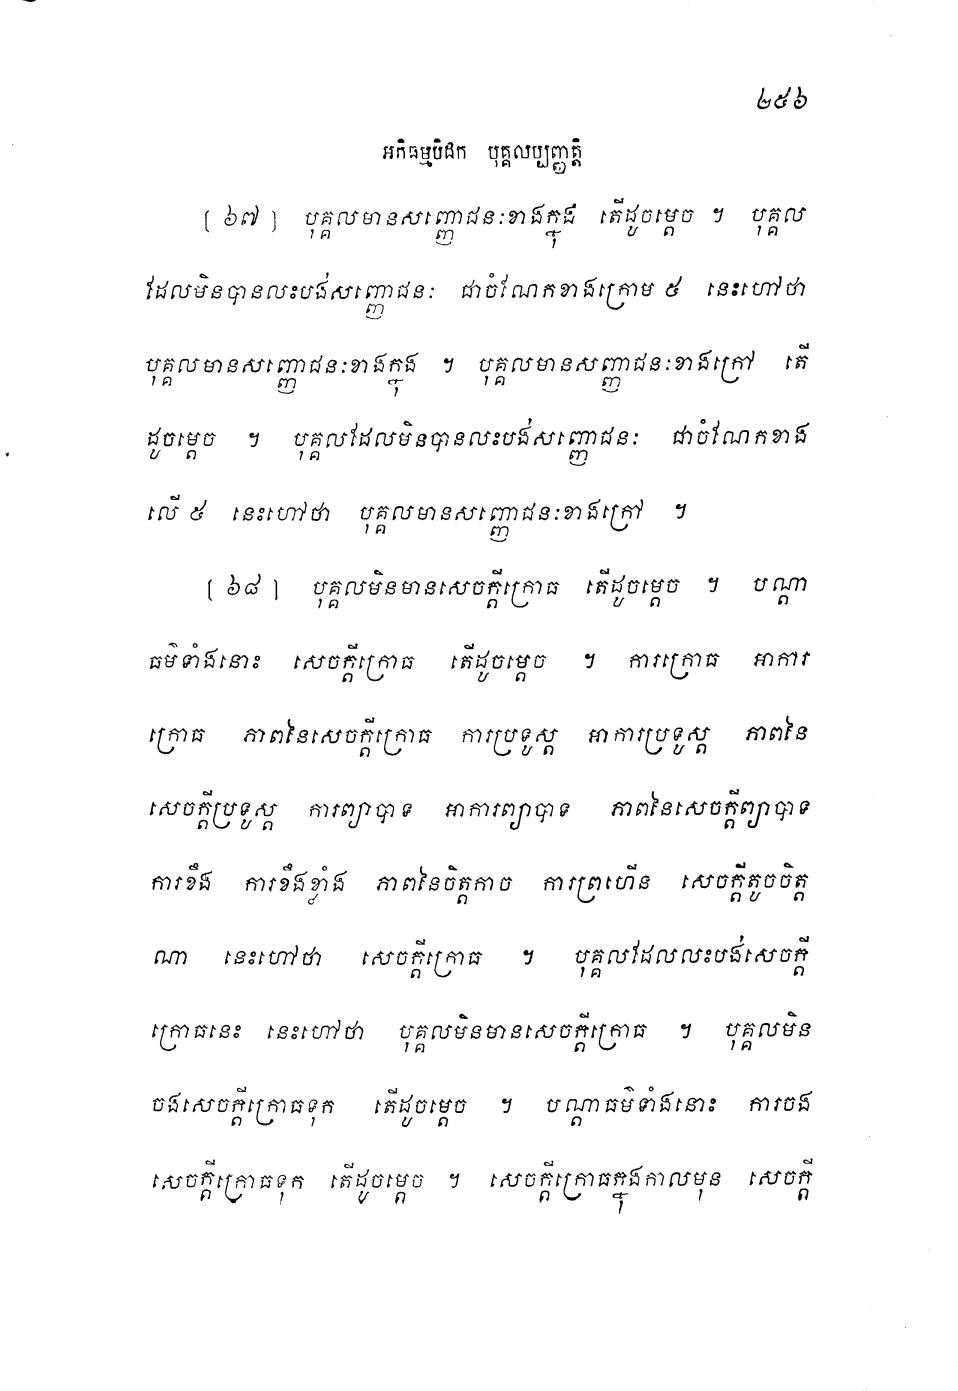 ២៥៦
អភិធម្មបិដក បុគ្គលប្បញ្ញត្តិ
[ ៦៧ ] បុគ្គលមានសញ្ញោជនៈខាងក្នុង តើដូចម្តេច ។ បុគ្គល
ដែលមិនបានលះបង់សញ្ញោជនៈ ជាចំណែកខាងក្រោម ៥ នេះហៅថា
បុគ្គលមានសញ្ញោជនៈខាងក្នុង ។ បុគ្គលមានសញ្ញោជនៈខាងក្រៅ តើ
ដូចម្តេច ។ បុគ្គលដែលមិនបានលះបង់សញ្ញោជនៈ ជាចំណែកខាង
លើ ៥ នេះហៅថា បុគ្គលមានសញ្ញោជនៈខាងក្រៅ ។
[ ៦៨ ] បុគ្គលមិនមានសេចក្តីក្រោធ តើដូចម្តេច ។ បណ្តា
ធម៌ទាំងនោះ សេចក្តីក្រោធ តើដូចម្តេច ។ ការក្រោធ អាការ
ក្រោធ ភាពនៃសេចក្តីក្រោធ ការប្រទូស្ត អាការប្រទូស្ត ភាពនៃ
សេចក្តីប្រទូស្ត ការព្យាបាទ អាការព្យាបាទ ភាពនៃសេចក្តីព្យាបាទ
ការខឹង ការខឹងខ្លាំង ភាពនៃចិត្តកាច ការព្រហើន សេចក្តីតូចចិត្ត
ណា នេះហៅថា សេចក្តីក្រោធ ។ បុគ្គលដែលលះបង់សេចក្តី
ក្រោធនេះ នេះហៅថា បុគ្គលមិនមានសេចក្តីក្រោធ ។ បុគ្គលមិន
ចងសេចក្តីក្រោធទុក តើដូចម្តេច ។ បណ្តាធម៌ទាំងនោះ ការចង
សេចក្តីក្រោធទុក តើដូចម្តេច ។ សេចក្តីក្រោធក្នុងកាលមុន សេចក្តី